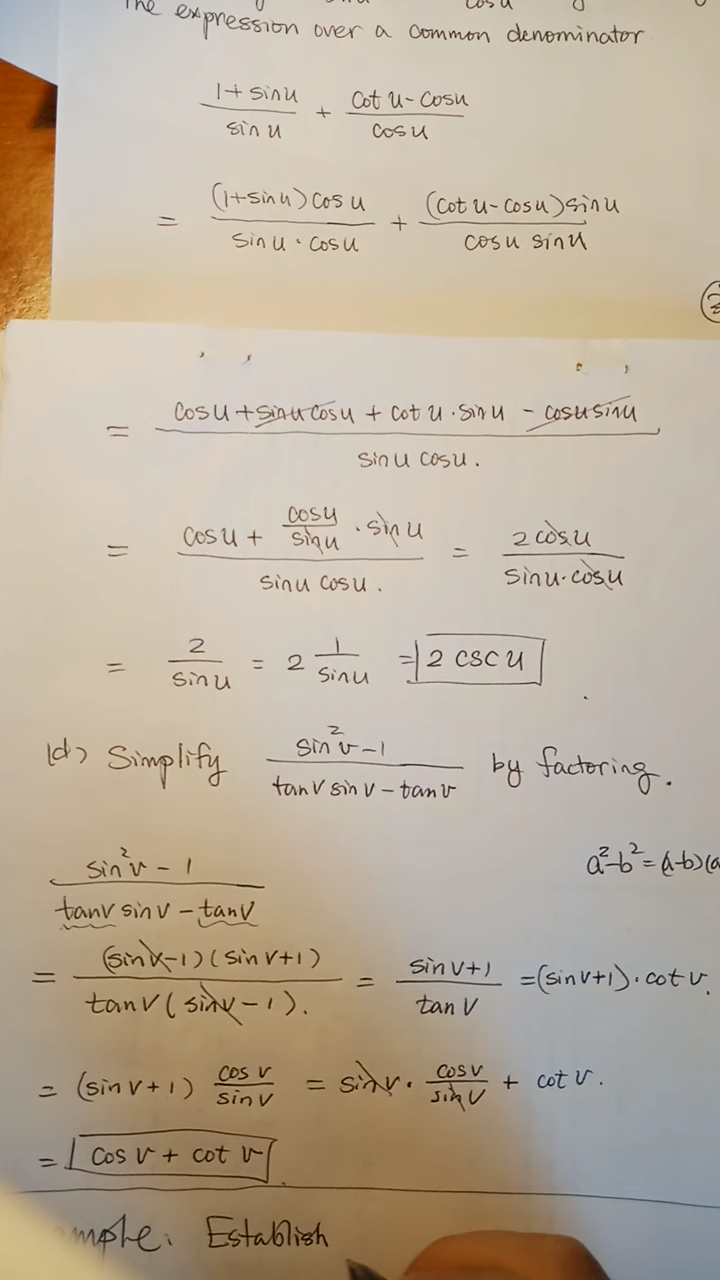 The expression over a common denominator
(1 + sin u)/(sin u) + (cot u - cos u)/(cos u)
= ((1+sin u) cos u)/(sin u · cos u) + ((cot u - cos u) sin u)/(cos u sin u)
= (cos u + sin u cos u + cot u · sin u - cos u sin u)/(sin u cos u).
= (cos u + (cos u)/(sin u) · sin u)/(sin u cos u). = (2 cos u)/(sin u · cos u)
= 2/(sin u) = 2 1/(sin u) = 2 csc u
(d) Simplify (sin² v - 1)/(tan v sin v - tan v) by factoring.
a² - b² = (a-b)(a
(sin² v - 1)/(tan v sin v - tan v)
= ((sin v - 1)(sin v + 1))/(tan v (sin v - 1)). = (sin v + 1)/(tan v) = (sin v + 1) · cot v.
= (sin v + 1) (cos v)/(sin v) = sin v · (cos v)/(sin v) + cot v.
= cos v + cot v
mple. Establish